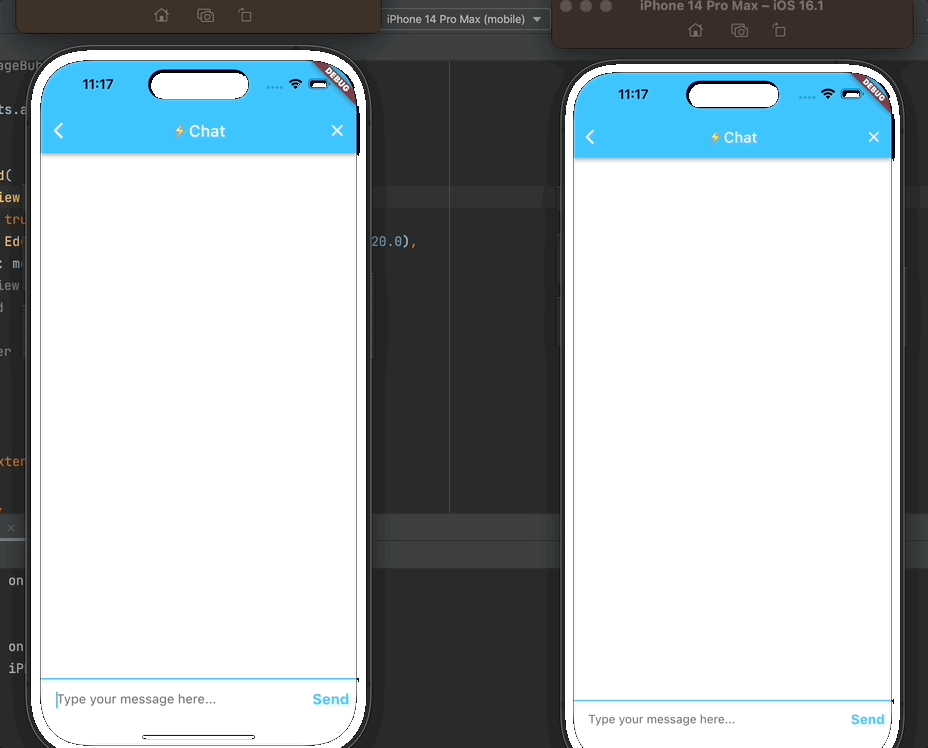 iPhone 14 Pro Max (mobile)
iPhone 14 Pro Max – iOS 16.1
ts.a
d(
iew
tru
Ed
20.0),
: m
iew
d
er
xten
on
on
iP
11:17
DEBUG
⚡Chat
Type your message here...
Send
11:17
DEBUG
⚡Chat
Type your message here...
Send